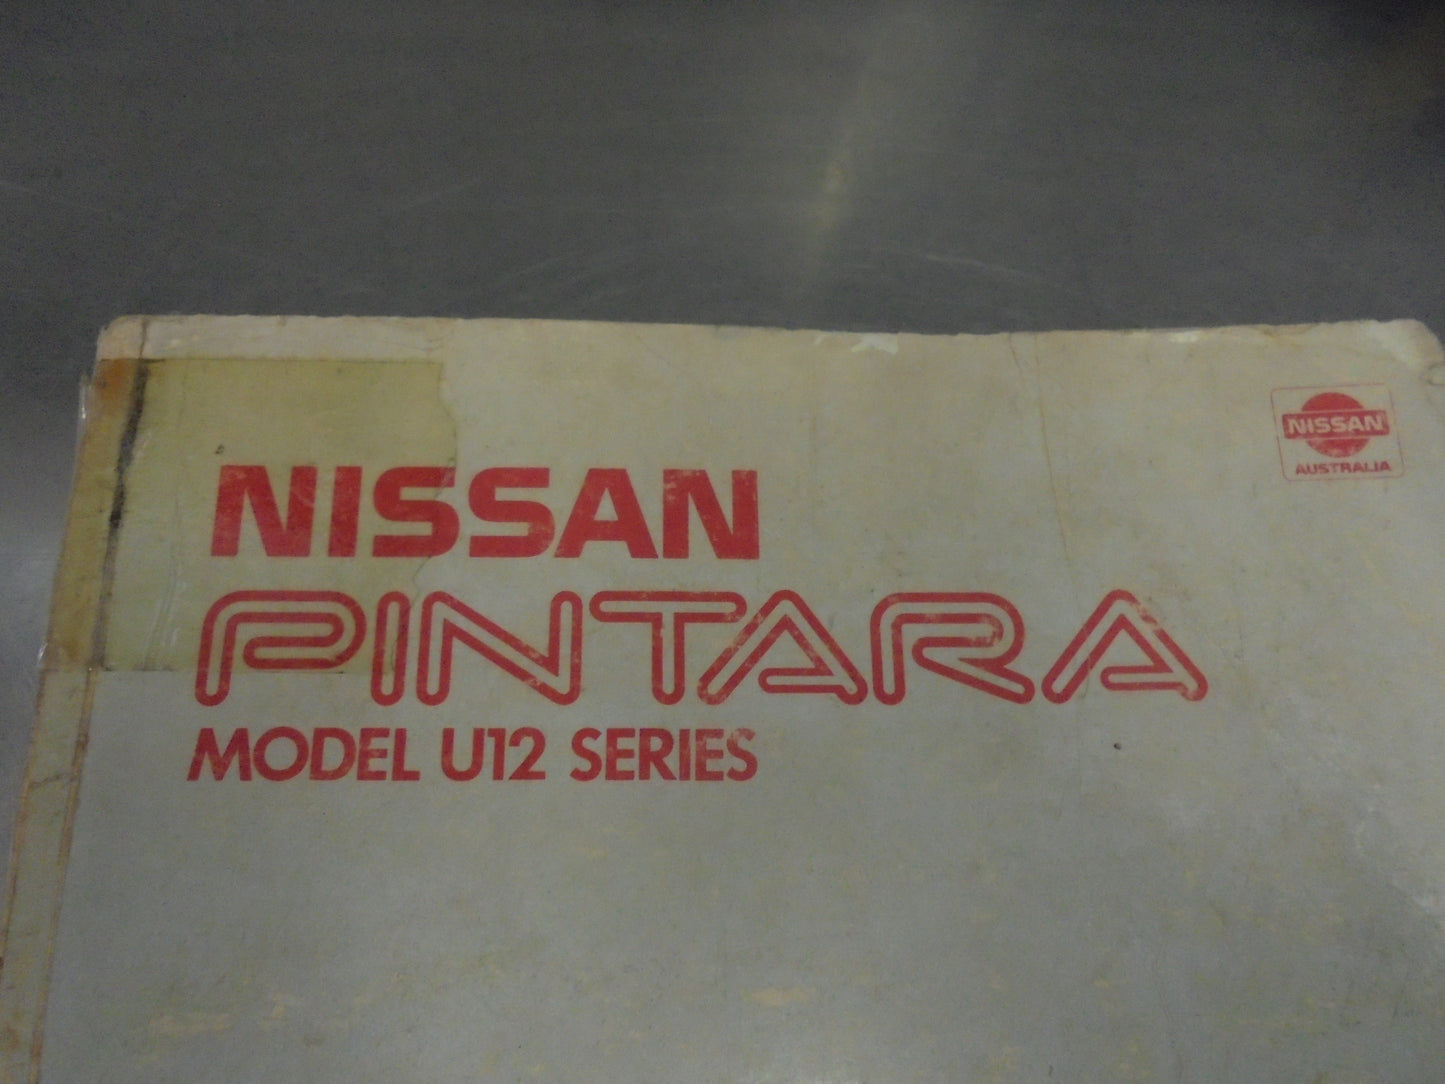 NISSAN
AUSTRALIA
NISSAN
PINTARA
MODEL U12 SERIES